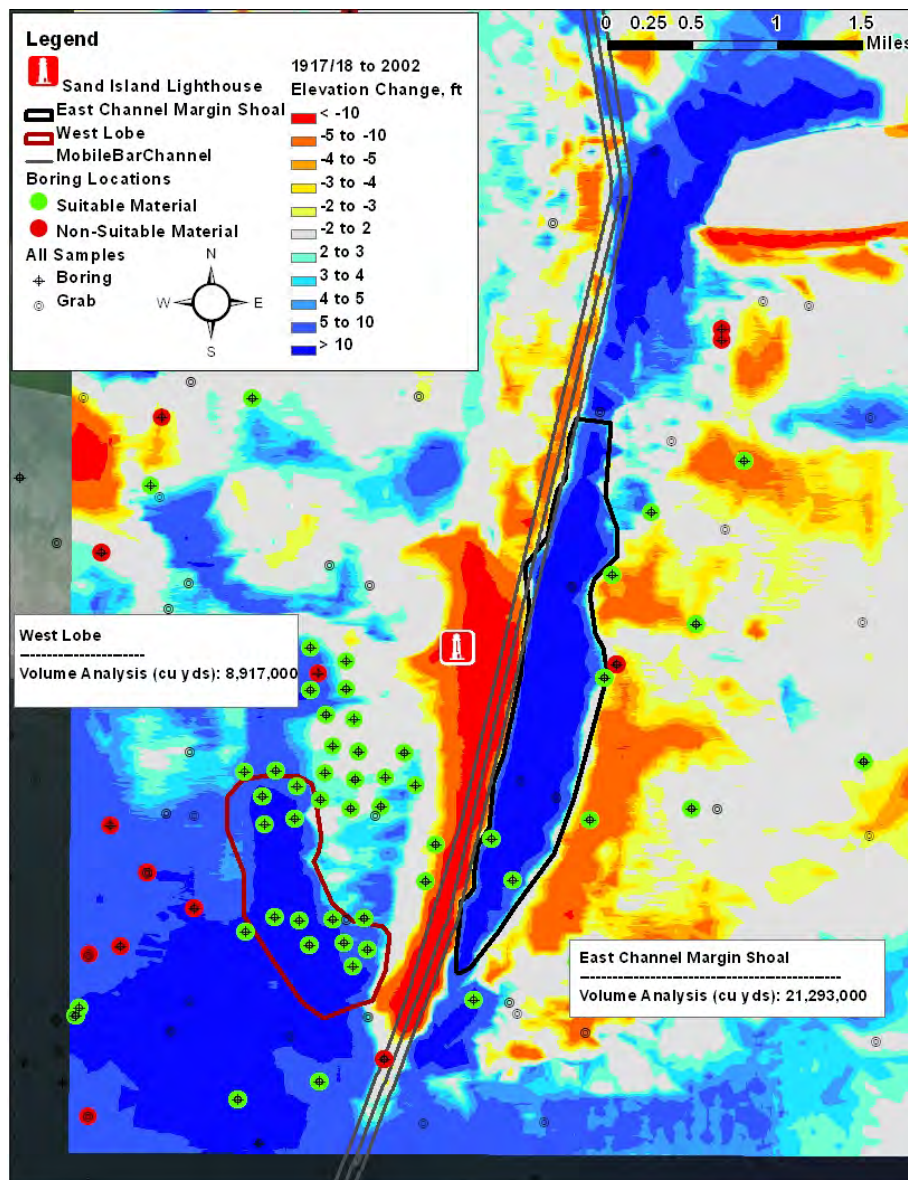 Legend
Sand Island Lighthouse
East Channel Margin Shoal
West Lobe
MobileBarChannel
Boring Locations
Suitable Material
Non-Suitable Material
All Samples
Boring
Grab
N
W E
S
1917/18 to 2002
Elevation Change, ft
< -10
-5 to -10
-4 to -5
-3 to -4
-2 to -3
-2 to 2
2 to 3
3 to 4
4 to 5
5 to 10
> 10
0 0.25 0.5 1 1.5
Miles
West Lobe
-----------------------
Volume Analysis (cu yds): 8,917,000
East Channel Margin Shoal
------------------------------------------------
Volume Analysis (cu yds): 21,293,000